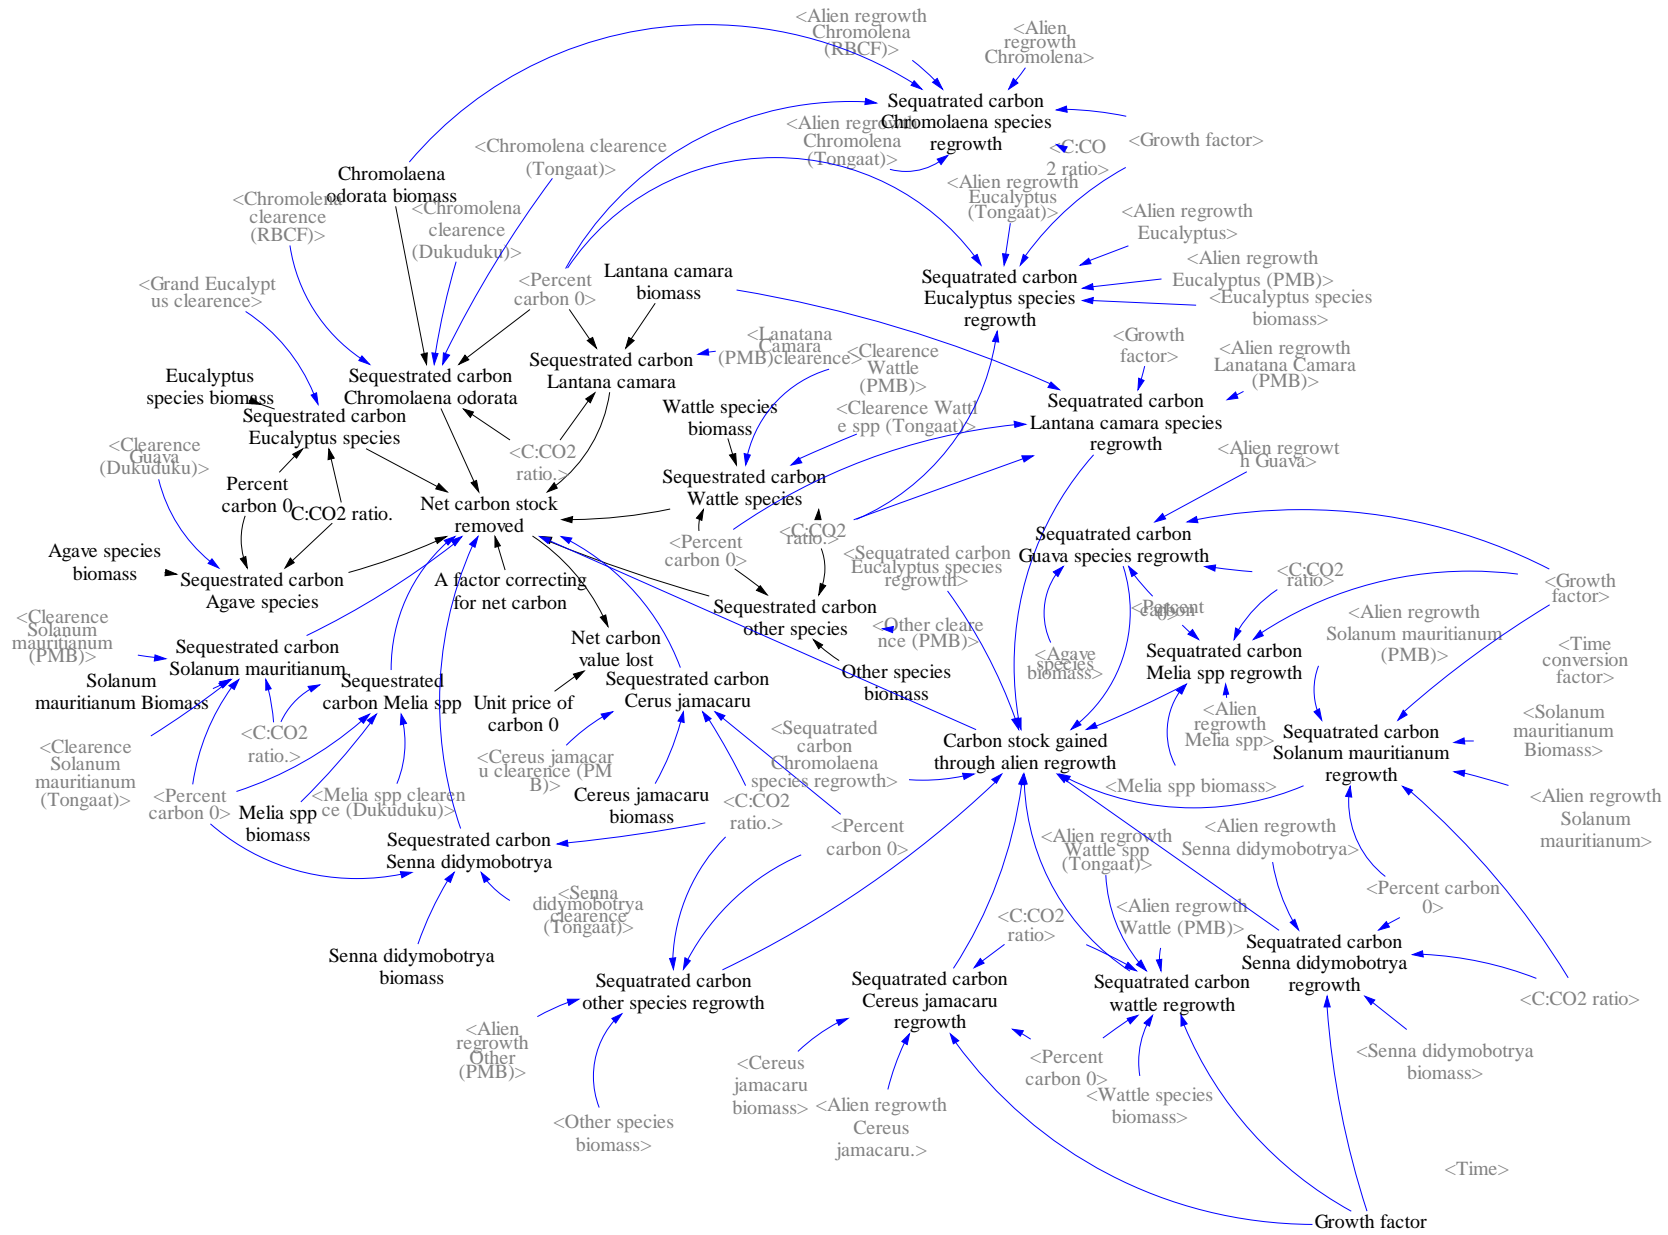 <Alien regrowth
Chromolena
(RBCF)>
<Alien
regrowth
Chromolena>
Sequatrated carbon
Chromolaena species
regrowth
<Alien regrowth
Chromolena
(Tongaat)>
<C:CO
2 ratio>
<Growth factor>
<Chromolaena clearence
(Tongaat)>
Chromolaena
odorata biomass
<Chromolena
clearence
(RBCF)>
<Chromolena
clearence
(Dukuduku)>
<Alien regrowth
Eucalyptus
(Tongaat)>
<Alien regrowth
Eucalyptus>
<Grand Eucalypt
us clearence>
<Percent
carbon 0>
Lantana camara
biomass
Sequatrated carbon
Eucalyptus species
regrowth
<Alien regrowth
Eucalyptus (PMB)>
<Eucalyptus species
biomass>
<Lanatana
Camara
(PMB)clearence>
<Clearence
Wattle
(PMB)>
<Growth
factor>
<Alien regrowth
Lanatana Camara
(PMB)>
Eucalyptus
species biomass
Sequestrated carbon
Chromolaena odorata
Sequestrated carbon
Lantana camara
Sequestrated carbon
Eucalyptus species
Wattle species
biomass
<Clearence Wattl
e spp (Tongaat)>
Sequatrated carbon
Lantana camara species
regrowth
<Clearence
Guava
(Dukuduku)>
Percent
carbon 0
C:CO2 ratio.
<C:CO2
ratio.>
Net carbon stock
removed
Sequestrated carbon
Wattle species
<Alien regrowt
h Guava>
<Percent
carbon 0>
<C:CO2
ratio.>
<Sequatrated carbon
Eucalyptus species
regrowth>
Sequatrated carbon
Guava species regrowth
Agave species
biomass
Sequestrated carbon
Agave species
A factor correcting
for net carbon
<C:CO2
ratio>
<Growth
factor>
<Percent
carbon
0>
<Clearence
Solanum
mauritianum
(PMB)>
Sequestrated carbon
Solanum mauritianum
Sequestrated carbon
other species
<Other cleare
nce (PMB)>
<Agave
species
biomass>
Sequatrated carbon
Melia spp regrowth
<Alien regrowth
Solanum mauritianum
(PMB)>
<Time
conversion
factor>
Solanum
mauritianum Biomass
Sequestrated
carbon Melia spp
Net carbon
value lost
Unit price of
carbon 0
Sequestrated carbon
Cerus jamacaru
Other species
biomass
<Clearence
Solanum
mauritianum
(Tongaat)>
<C:CO2
ratio.>
<Cereus jamacar
u clearence (PM
B)>
<Sequatrated
carbon
Chromolaena
species regrowth>
Carbon stock gained
through alien regrowth
<Alien
regrowth
Melia spp>
Sequatrated carbon
Solanum mauritianum
regrowth
<Solanum
mauritianum
Biomass>
<Percent
carbon 0>
Melia spp
biomass
<Melia spp clearen
ce (Dukuduku)>
Cereus jamacaru
biomass
<C:CO2
ratio.>
<Percent
carbon 0>
<Melia spp biomass>
<Alien regrowth
Solanum
mauritianum>
Sequestrated carbon
Senna didymobotrya
<Alien regrowth
Wattle spp
(Tongaat)>
<Alien regrowth
Senna didymobotrya>
<Percent carbon
0>
<Senna
didymobotrya
clearence
(Tongaat)>
Senna didymobotrya
biomass
<C:CO2
ratio>
<Alien regrowth
Wattle (PMB)>
Sequatrated carbon
Senna didymobotrya
regrowth
<C:CO2 ratio>
Sequatrated carbon
other species regrowth
Sequatrated carbon
Cereus jamacaru
regrowth
Sequatrated carbon
wattle regrowth
<Alien
regrowth
Other
(PMB)>
<Other species
biomass>
<Cereus
jamacaru
biomass>
<Alien regrowth
Cereus
jamacaru.>
<Percent
carbon 0>
<Wattle species
biomass>
<Senna didymobotrya
biomass>
<Time>
Growth factor